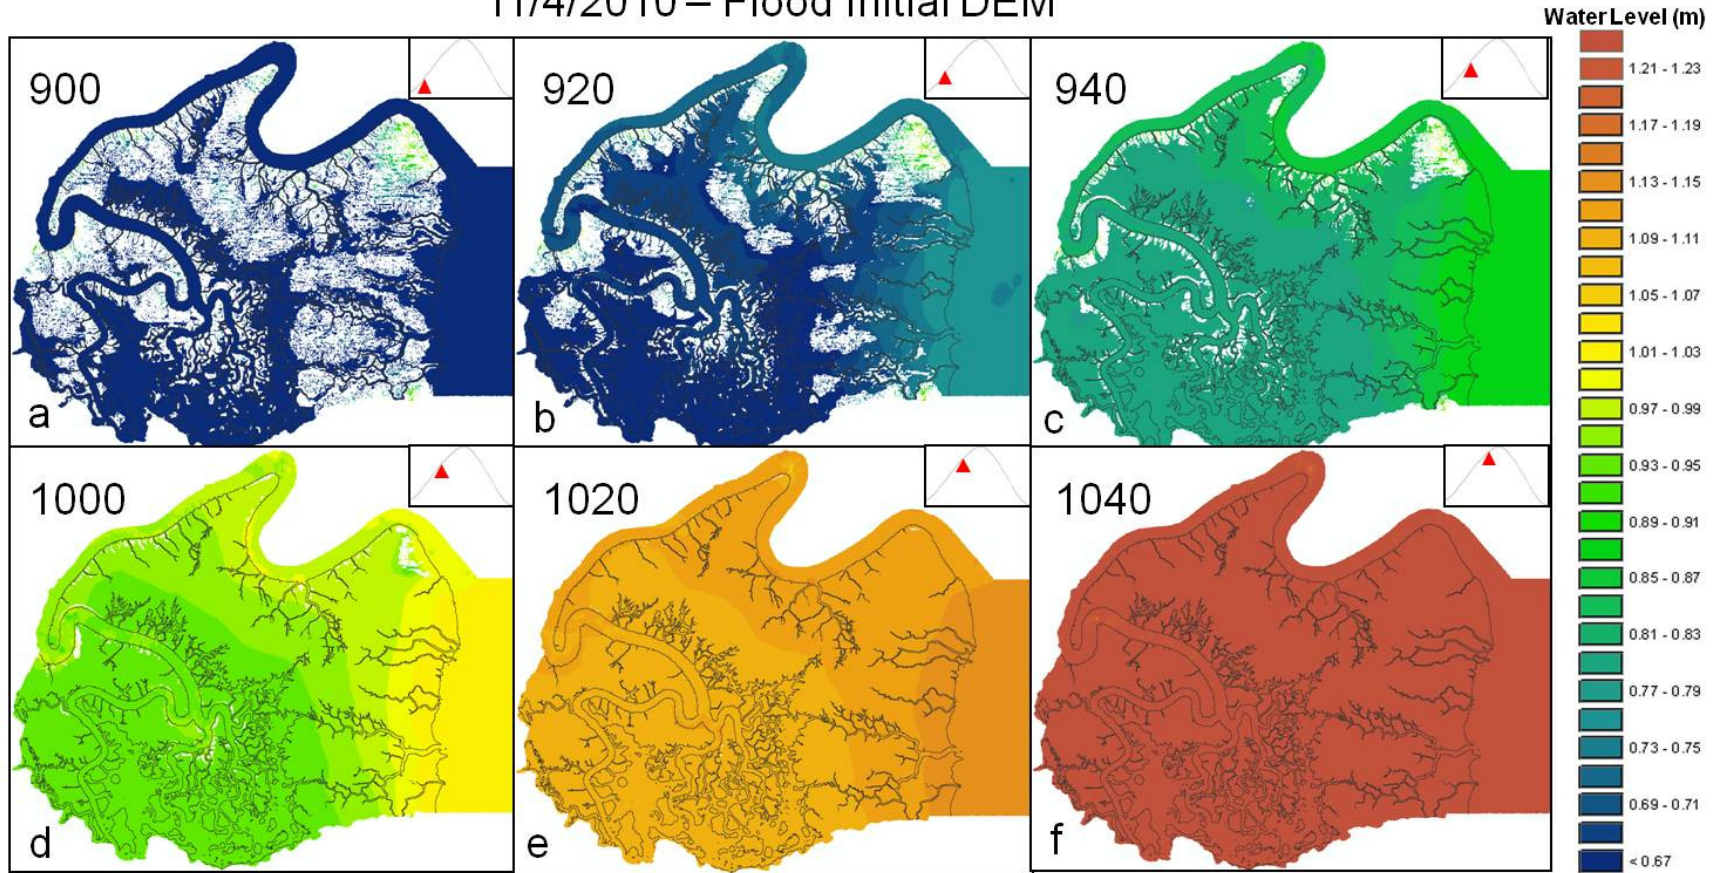 11/4/2010 – Flood Initial DEM
Water Level (m)
900
920
940
a
b
c
1000
1020
1040
d
e
f
1.21 - 1.23
1.17 - 1.19
1.13 - 1.15
1.09 - 1.11
1.05 - 1.07
1.01 - 1.03
0.97 - 0.99
0.93 - 0.95
0.89 - 0.91
0.85 - 0.87
0.81 - 0.83
0.77 - 0.79
0.73 - 0.75
0.69 - 0.71
< 0.67